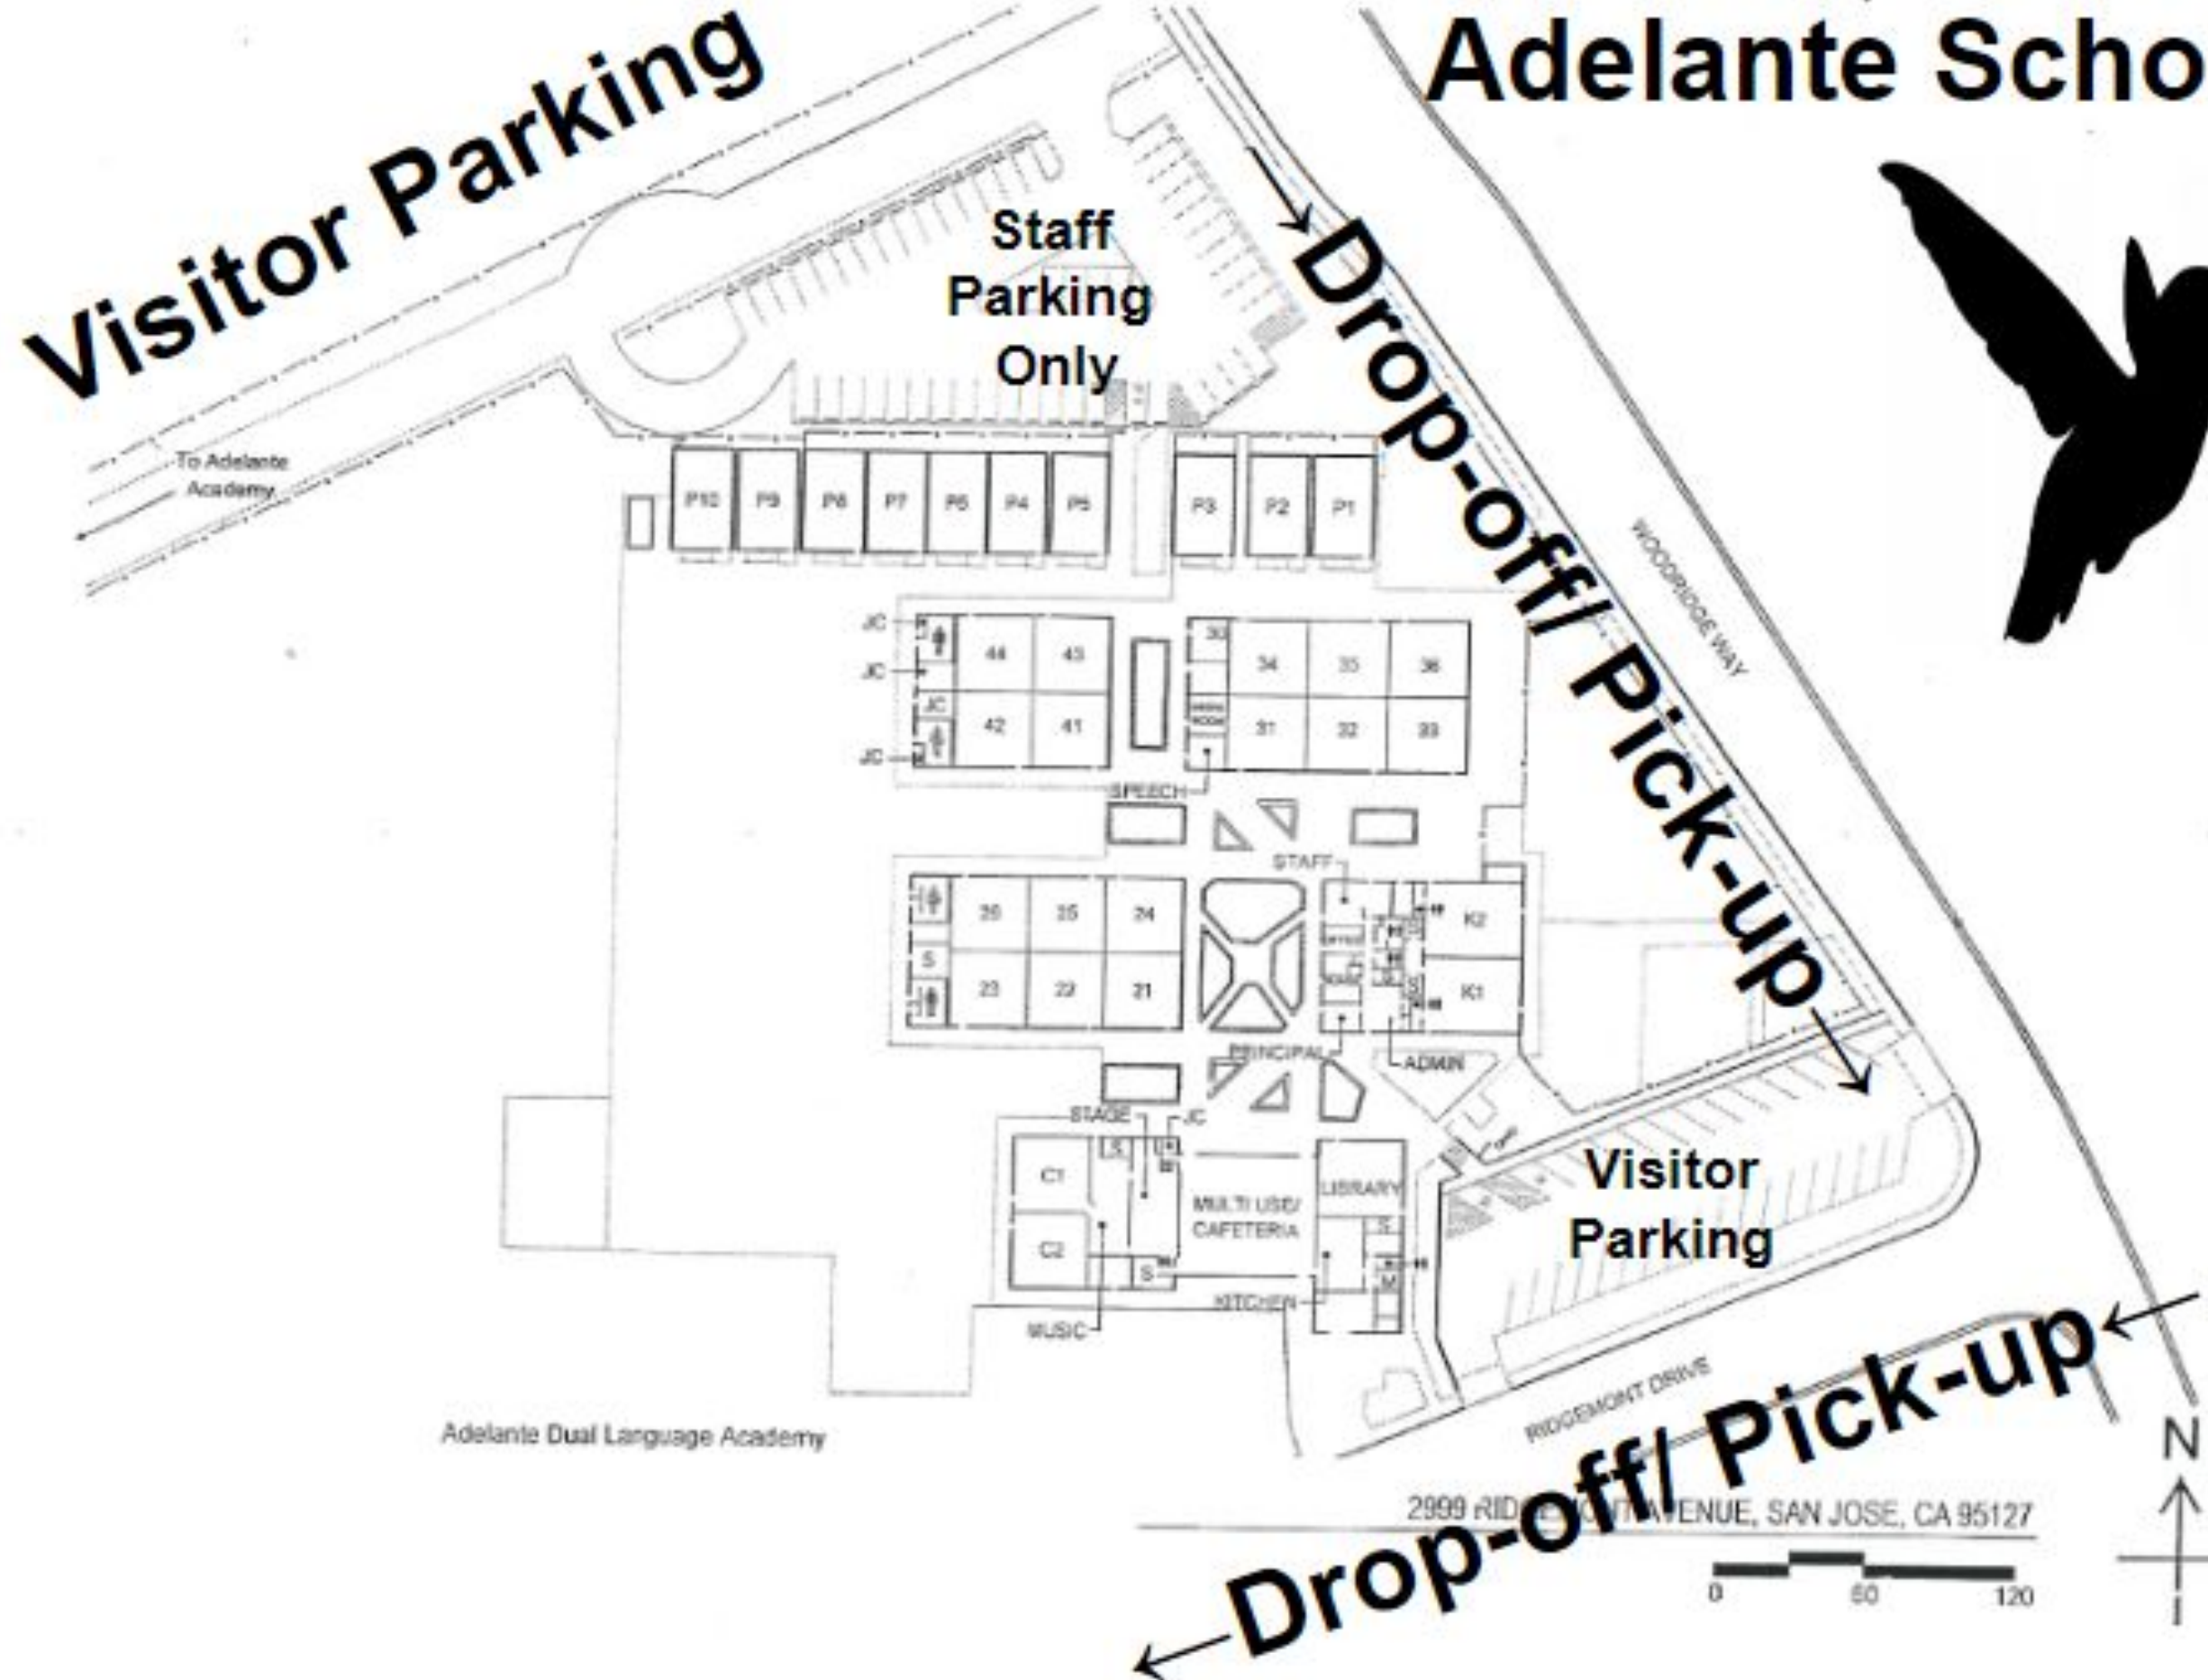 Adelante Scho
Visitor Parking
Staff
Parking
Only
Drop-off/ Pick-up
To Adelante
Academy
WOODRIDGE WAY
P10
P9
P7
P4
P5
P3
P2
P1
JC
44
43
30
34
35
36
JC
JC
42
41
31
32
33
JC
SPEECH
STAFF
26
25
24
K2
S
23
22
21
K1
PRINCIPAL
ADMIN
STAGE
JC
S
C1
LIBRARY
MULTI USE/
CAFETERIA
S
C2
S
M
KITCHEN
MUSIC
Visitor
Parking
RIDGEMONT DRIVE
Drop-off/ Pick-up
Adelante Dual Language Academy
N
2999 RIDGEMONT AVENUE, SAN JOSE, CA 95127
0
60
120